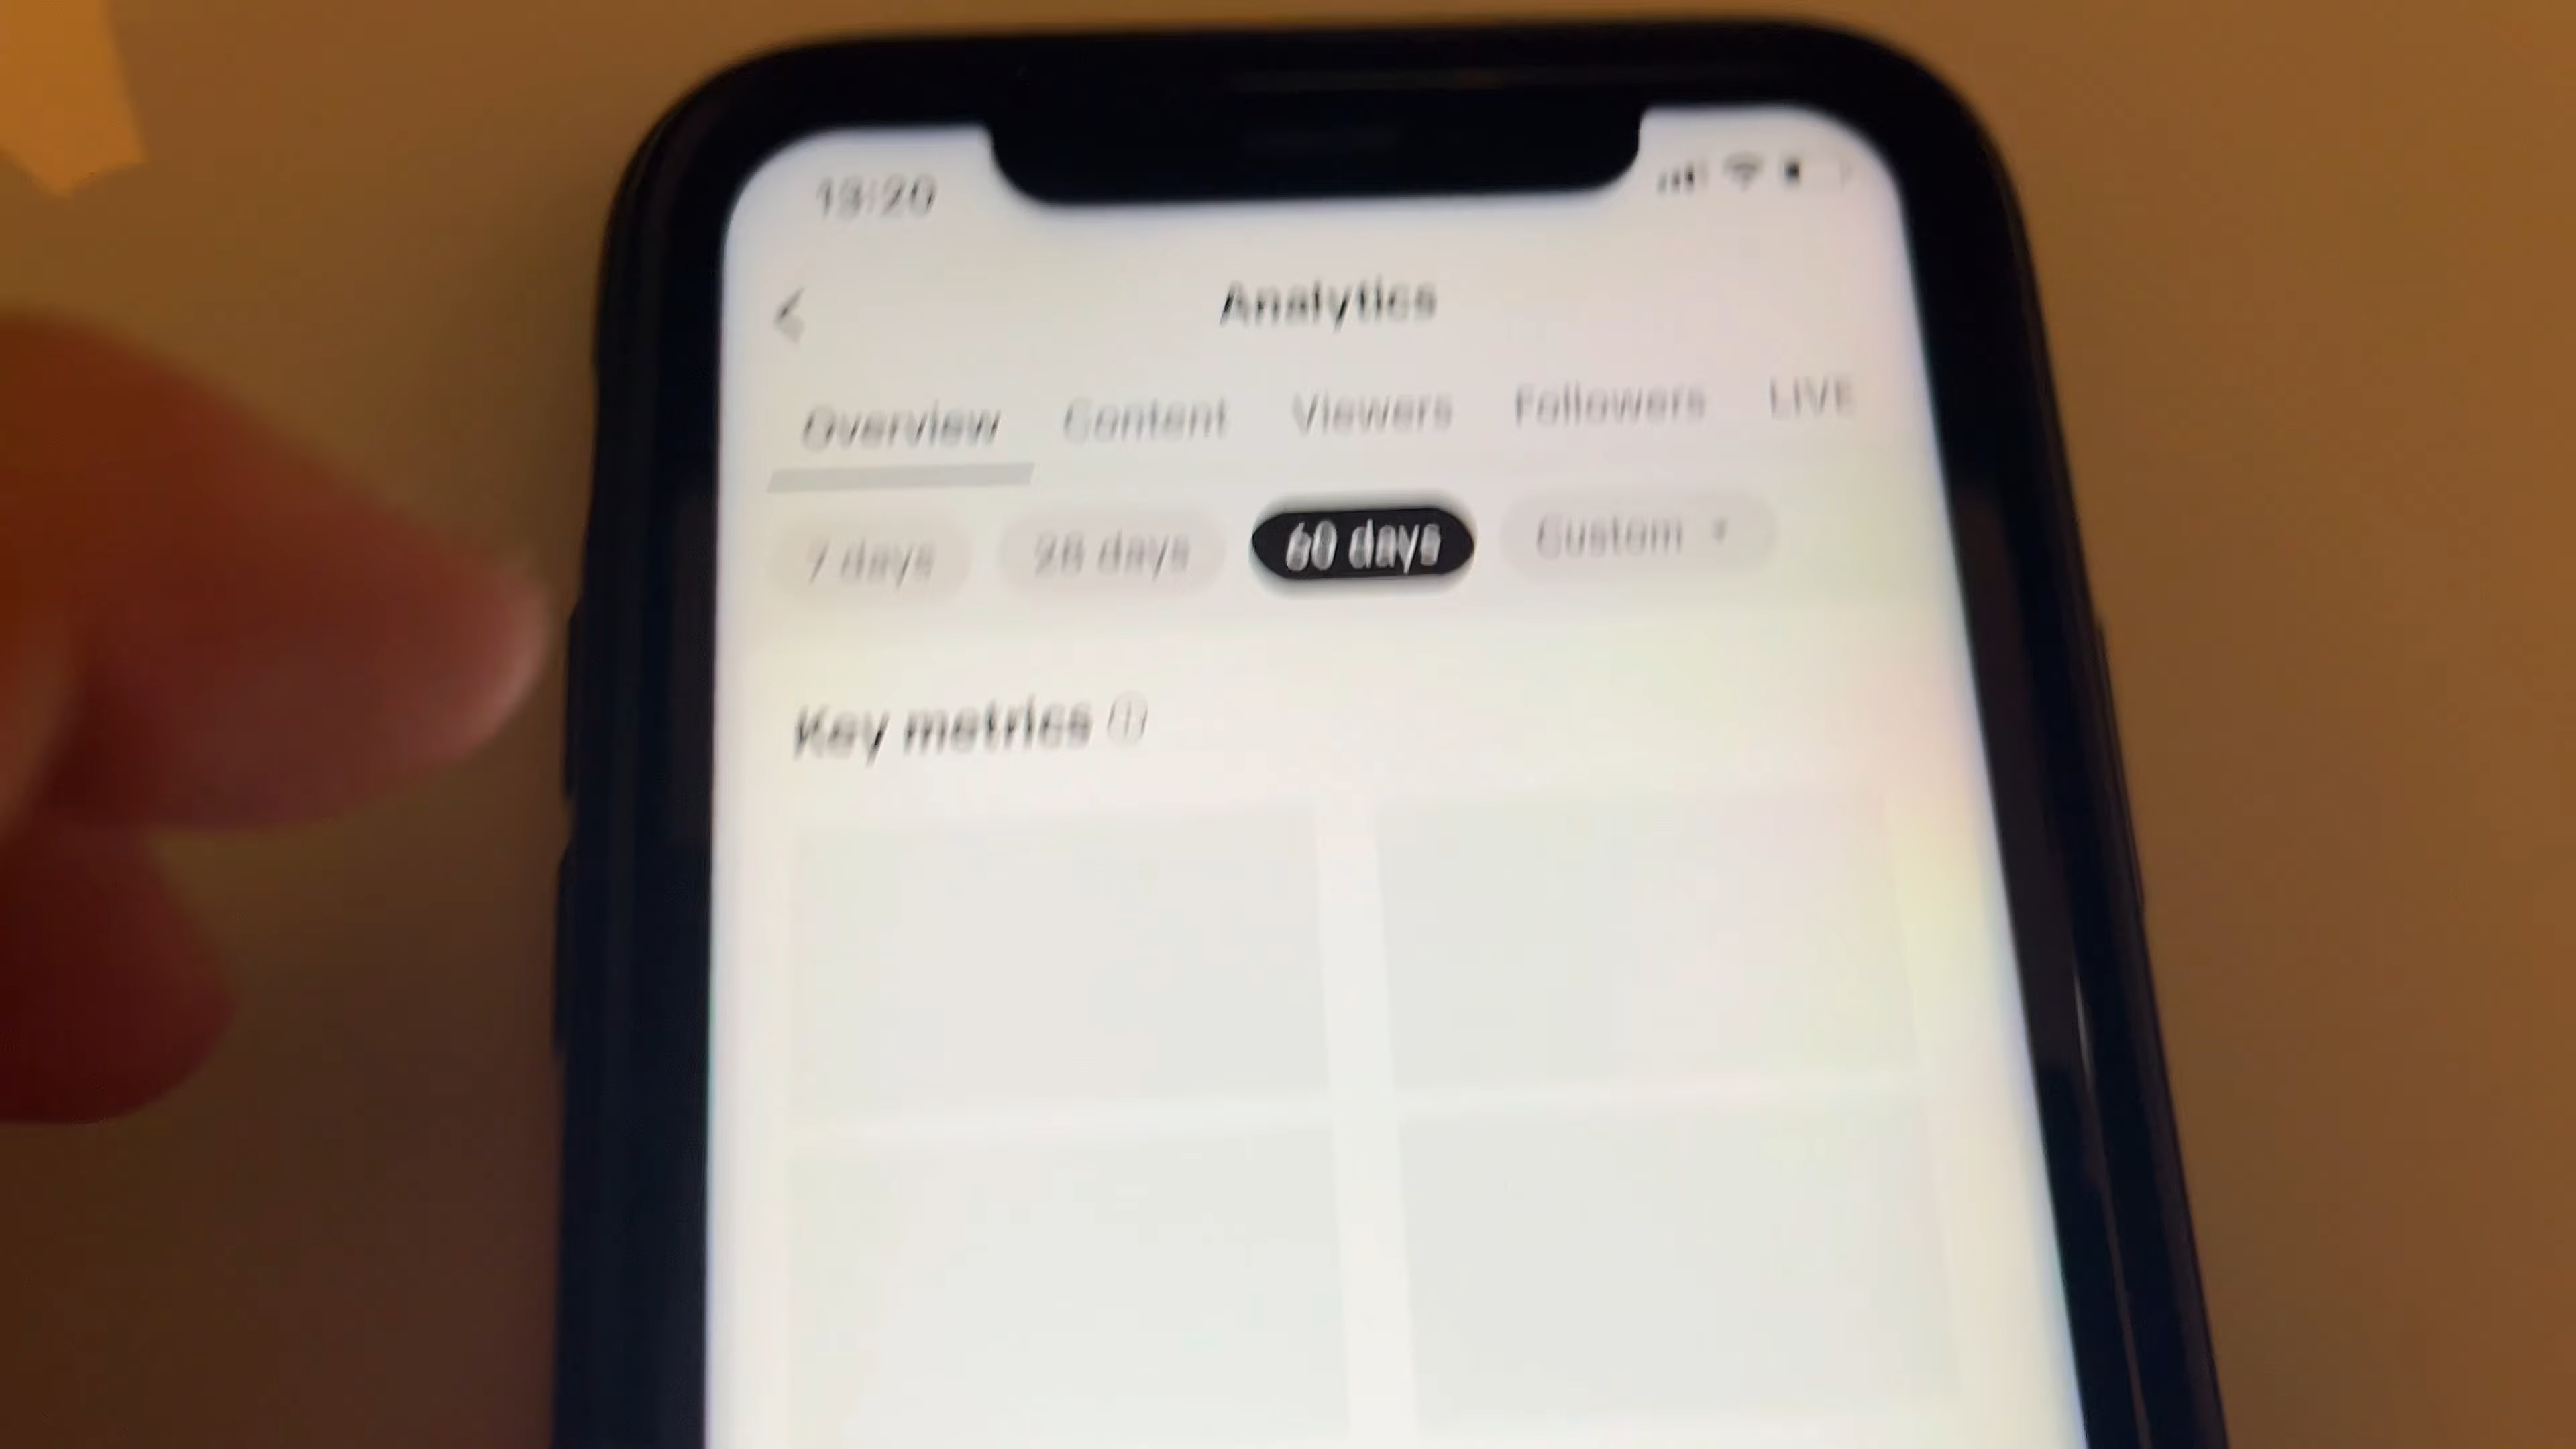 13:20
Analytics
Overview Content Viewers Followers LIVE
7 days 28 days 60 days Custom
Key metrics